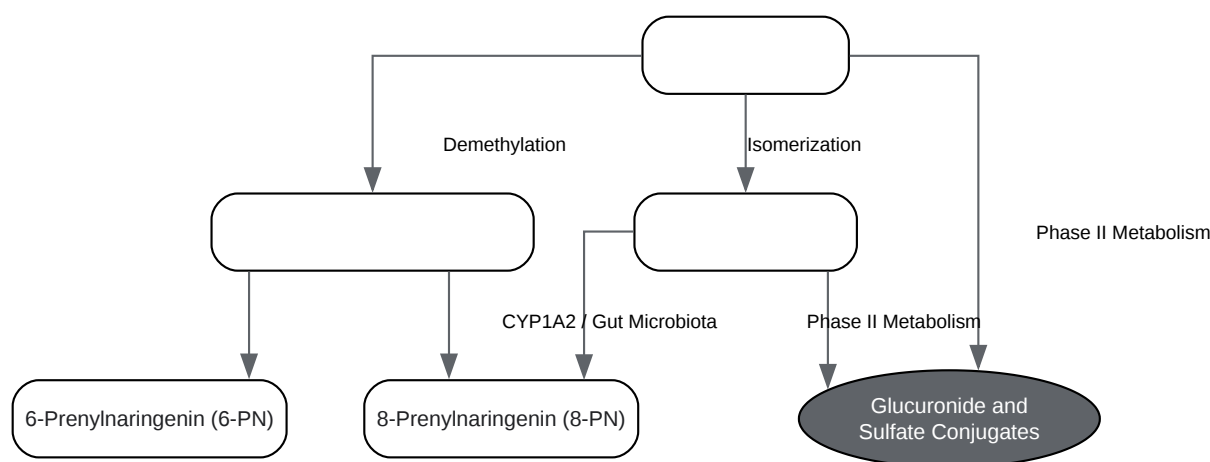 Demethylation
Isomerization
Phase II Metabolism
CYP1A2 / Gut Microbiota
Phase II Metabolism
6-Prenylnaringenin (6-PN)
8-Prenylnaringenin (8-PN)
Glucuronide and
Sulfate Conjugates